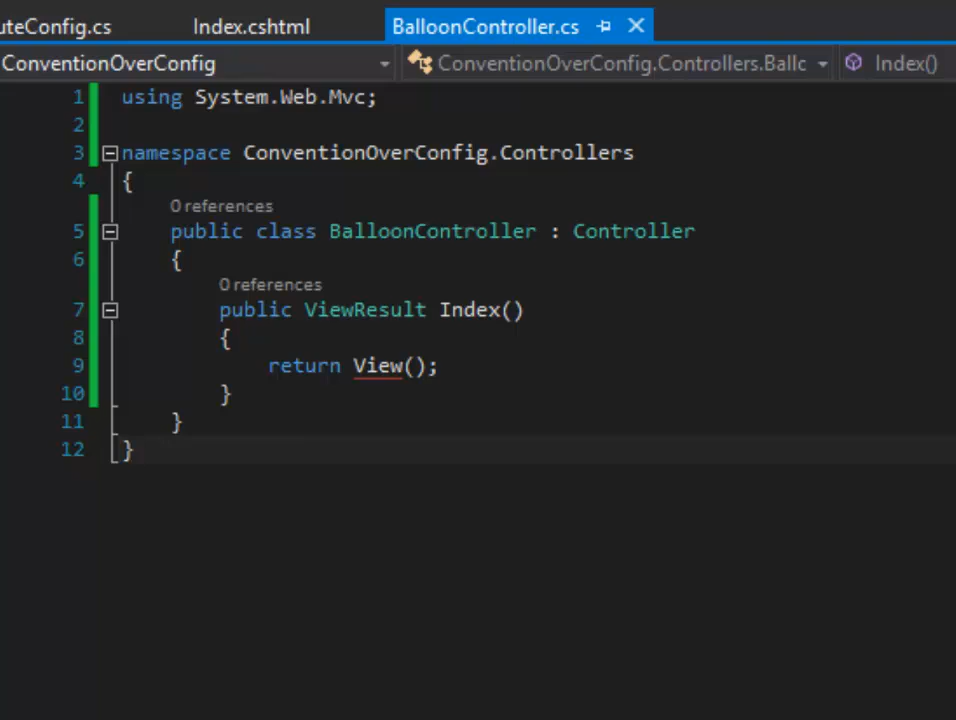 uteConfig.cs Index.cshtml BalloonController.cs
ConventionOverConfig ConventionOverConfig.Controllers.Ballc Index()
1 using System.Web.Mvc;
2
3 namespace ConventionOverConfig.Controllers
4 {
0 references
5 public class BalloonController : Controller
6 {
0 references
7 public ViewResult Index()
8 {
9 return View();
10 }
11 }
12 }